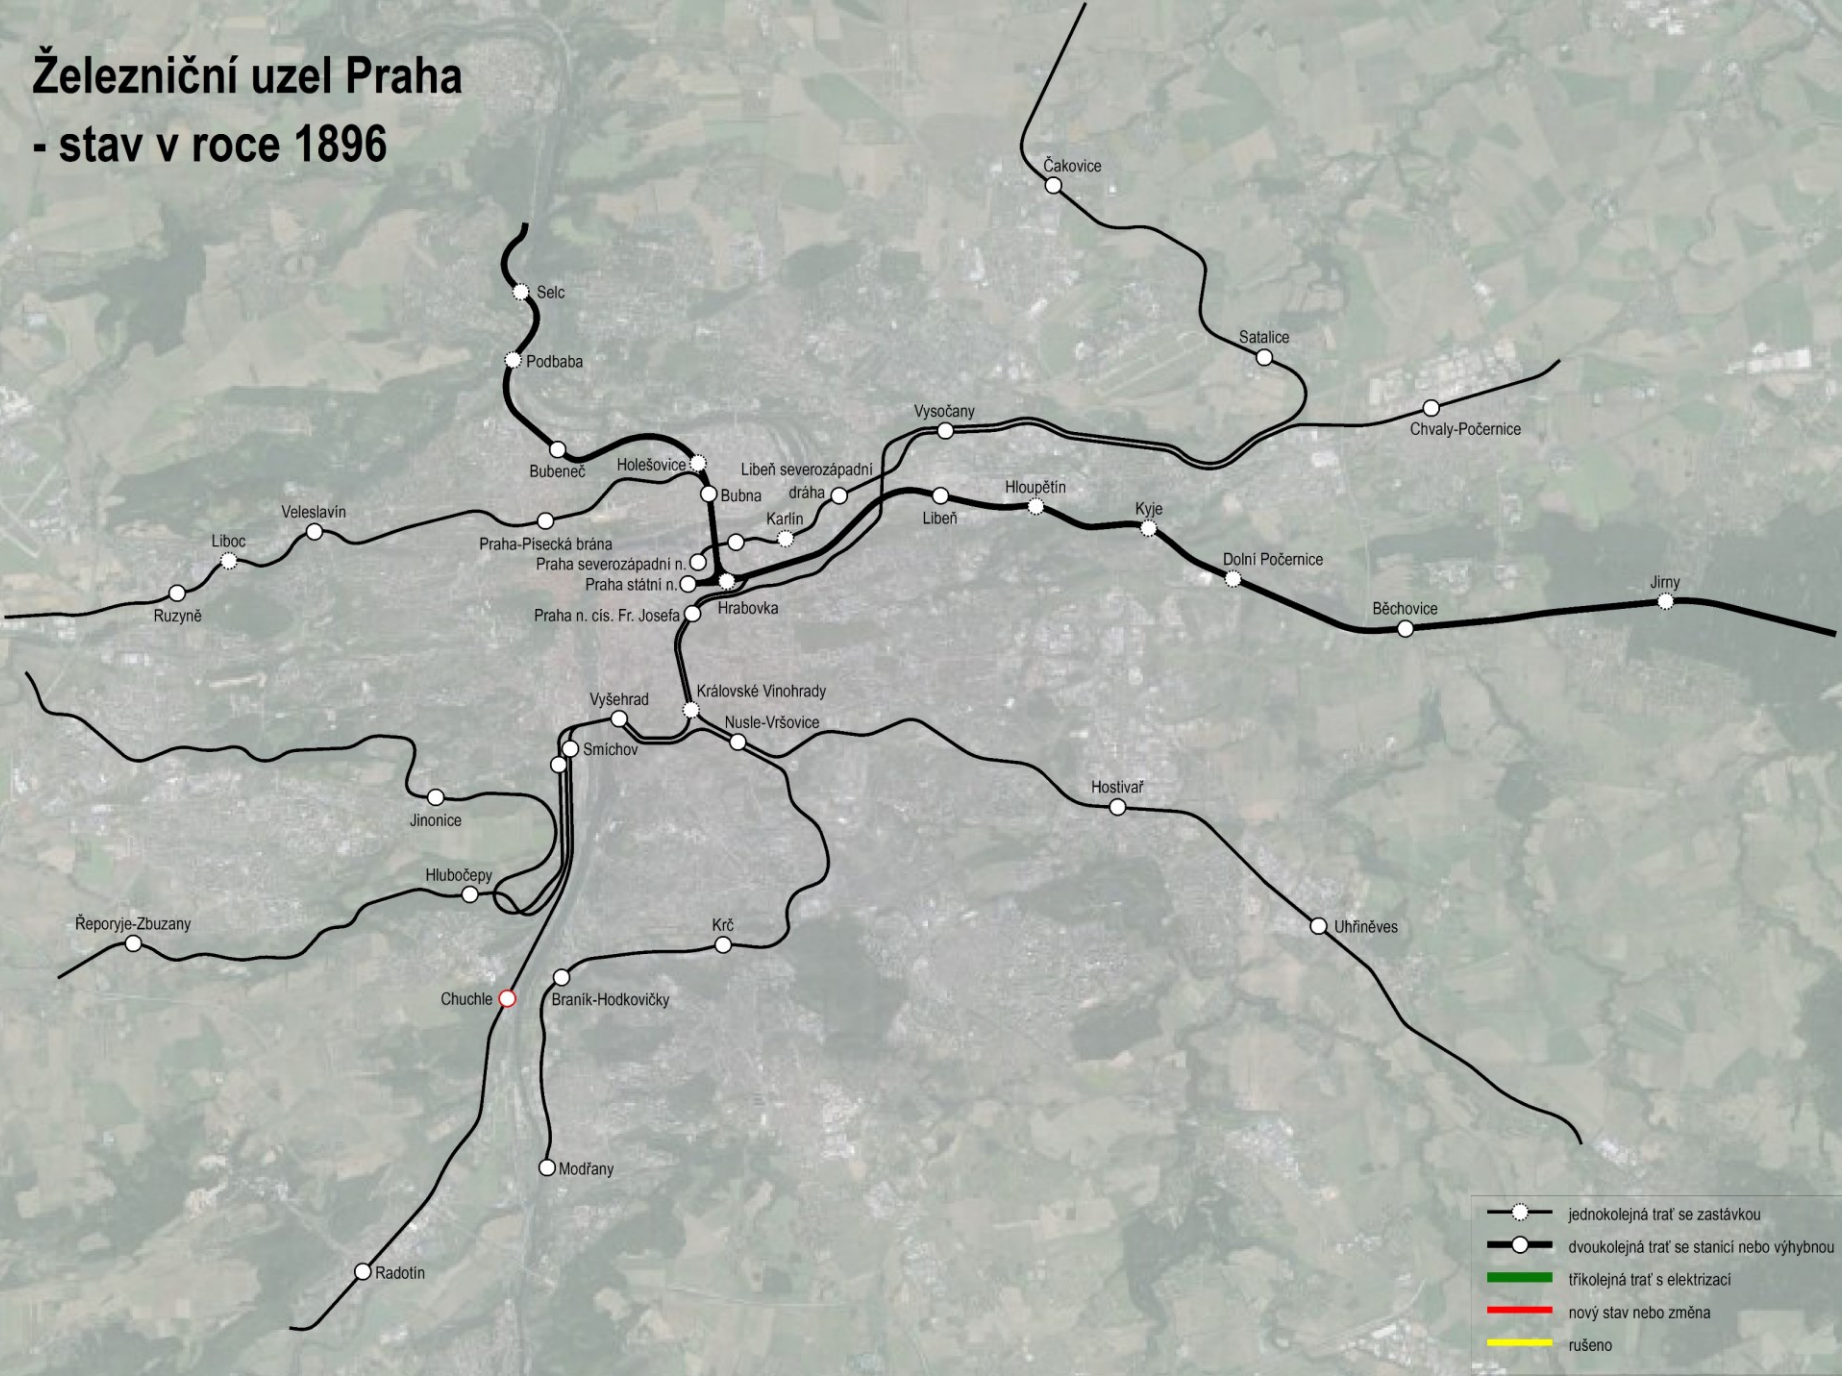 Železniční uzel Praha
- stav v roce 1896
Čakovice
Selc
Satalice
Podbaba
Vysočany
Chvaly-Počernice
Bubeneč
Holešovice
Libeň severozápadní
dráha
Bubna
Hloupětín
Libeň
Kyje
Karlín
Veleslavín
Liboc
Praha-Písecká brána
Praha severozápadní n.
Praha státní n.
Dolní Počernice
Jirny
Ruzyně
Praha n. cís. Fr. Josefa
Hrabovka
Běchovice
Vyšehrad
Královské Vinohrady
Nusle-Vršovice
Smíchov
Hostivař
Jinonice
Hlubočepy
Řeporyje-Zbuzany
Krč
Uhřiněves
Chuchle
Braník-Hodkovičky
Modřany
Radotín
jednokolejná trať se zastávkou
dvoukolejná trať se stanicí nebo výhybnou
tříkolejná trať s elektrizací
nový stav nebo změna
rušeno